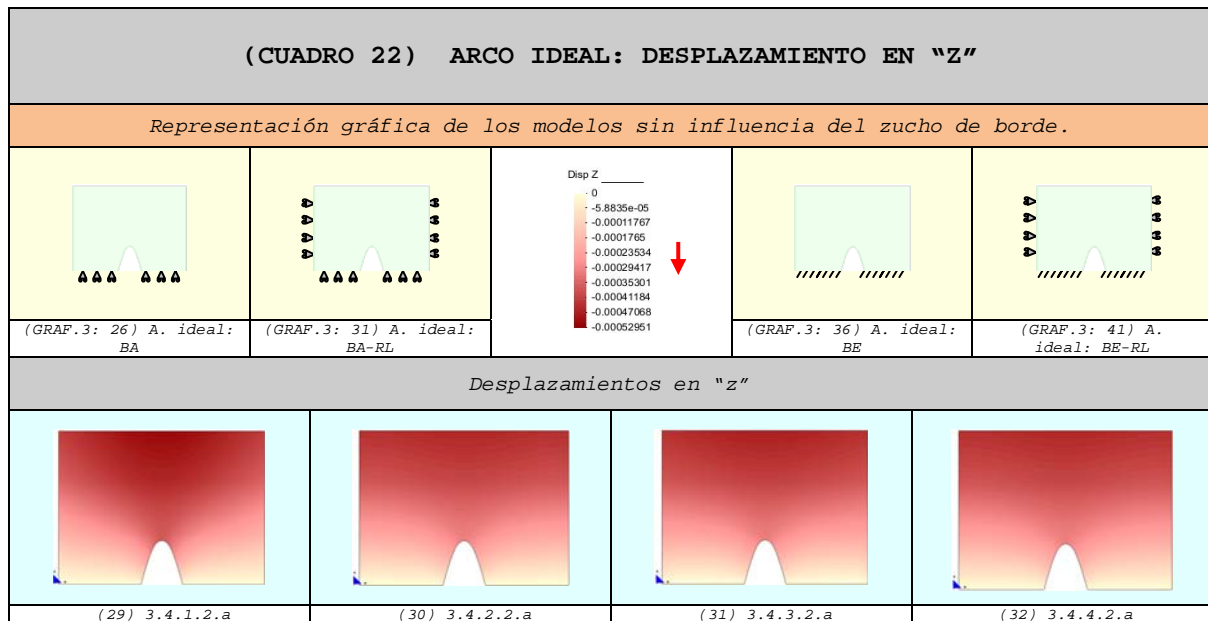 (CUADRO 22) ARCO IDEAL: DESPLAZAMIENTO EN “Z”
Representación gráfica de los modelos sin influencia del zucho de borde.
(GRAF.3: 26) A. ideal:
BA
(GRAF.3: 31) A. ideal:
BA-RL
Disp Z
0
-5.8835e-05
-0.00011767
-0.0001765
-0.00023534
-0.00029417
-0.00035301
-0.00041184
-0.00047068
-0.00052951
(GRAF.3: 36) A. ideal:
BE
(GRAF.3: 41) A.
ideal: BE-RL
Desplazamientos en “z”
(29) 3.4.1.2.a
(30) 3.4.2.2.a
(31) 3.4.3.2.a
(32) 3.4.4.2.a